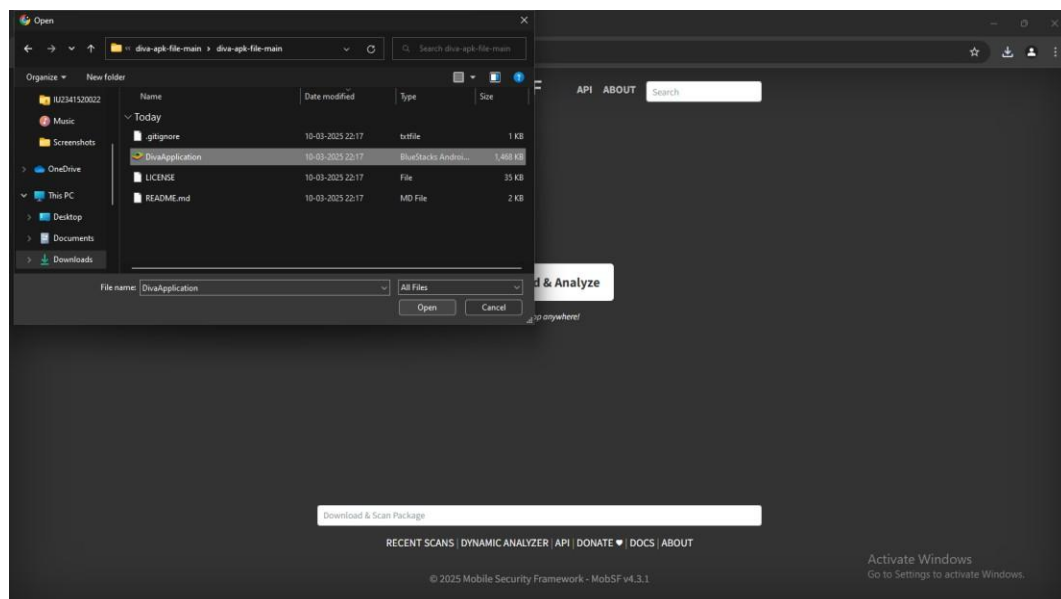 Open
diva-apk-file-main › diva-apk-file-main
Search diva-apk-file-main
Organize
New folder
IU2341520022
Music
Screenshots
OneDrive
This PC
Desktop
Documents
Downloads
Name Date modified Type Size
Today
.gitignore 10-03-2025 22:17 txtfile 1 KB
DivaApplication 10-03-2025 22:17 BlueStacks Androi... 1,468 KB
LICENSE 10-03-2025 22:17 File 35 KB
README.md 10-03-2025 22:17 MD File 2 KB
File name: DivaApplication
All Files
Open Cancel
F
API ABOUT Search
d & Analyze
op anywhere!
Download & Scan Package
RECENT SCANS | DYNAMIC ANALYZER | API | DONATE ♥ | DOCS | ABOUT
© 2025 Mobile Security Framework - MobSF v4.3.1
Activate Windows
Go to Settings to activate Windows.